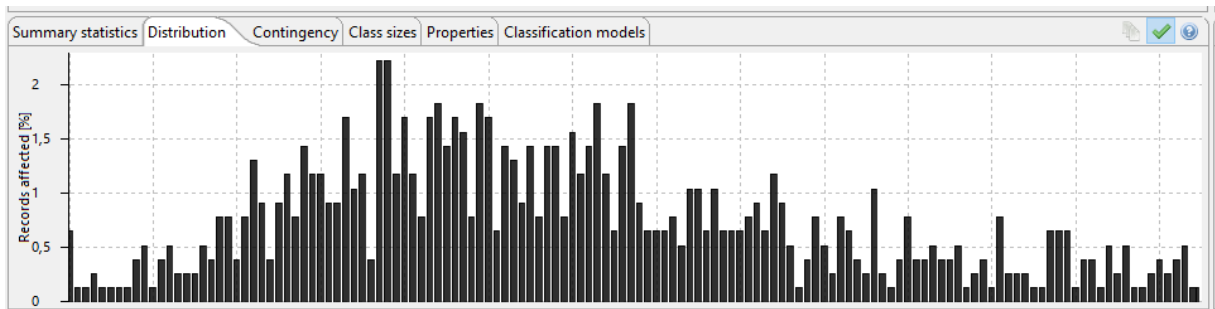 Summary statistics Distribution Contingency Class sizes Properties Classification models
Records affected [%]
2
1,5
1
0,5
0